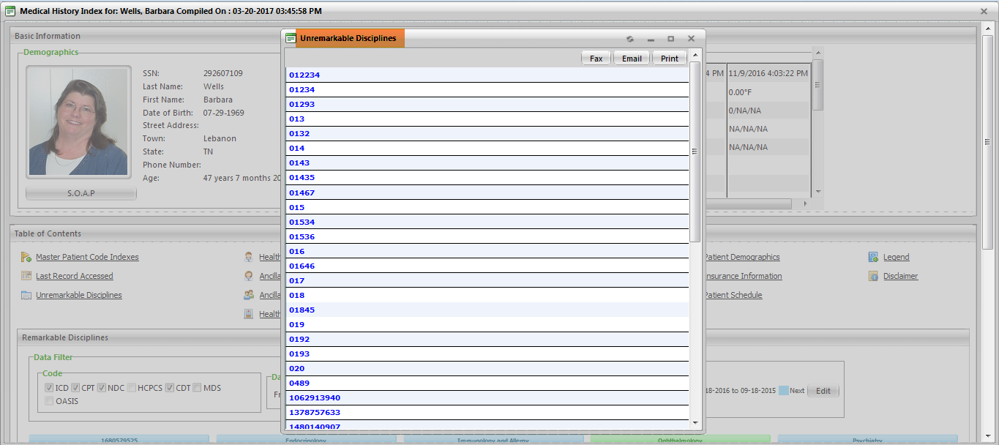 Medical History Index for: Wells, Barbara Compiled On : 03-20-2017 03:45:58 PM
Basic Information
Demographics
SSN: 292607109
Last Name: Wells
First Name: Barbara
Date of Birth: 07-29-1969
Street Address:
Town: Lebanon
State: TN
Phone Number:
Age: 47 years 7 months 20
S.O.A.P
Unremarkable Disciplines
Fax Email Print
012234
01234
01293
013
0132
014
0143
01435
01467
015
01534
01536
016
01646
017
018
01845
019
0192
0193
020
0489
1062913940
1378757633
1480140907
4 PM 11/9/2016 4:03:22 PM
0.00°F
0/NA/NA
NA/NA/NA
NA/NA/NA
Table of Contents
Master Patient Code Indexes
Last Record Accessed
Unremarkable Disciplines
Health
Ancilla
Ancilla
Health
Patient Demographics
Insurance Information
Patient Schedule
Legend
Disclaimer
Remarkable Disciplines
Data Filter
Code
ICD CPT NDC HCPCS CDT MDS
OASIS
Da
Fr
18-2016 to 09-18-2015 Next Edit
1680579525 Endocrinology Immunology and Allergy Ophthalmology Psychiatry